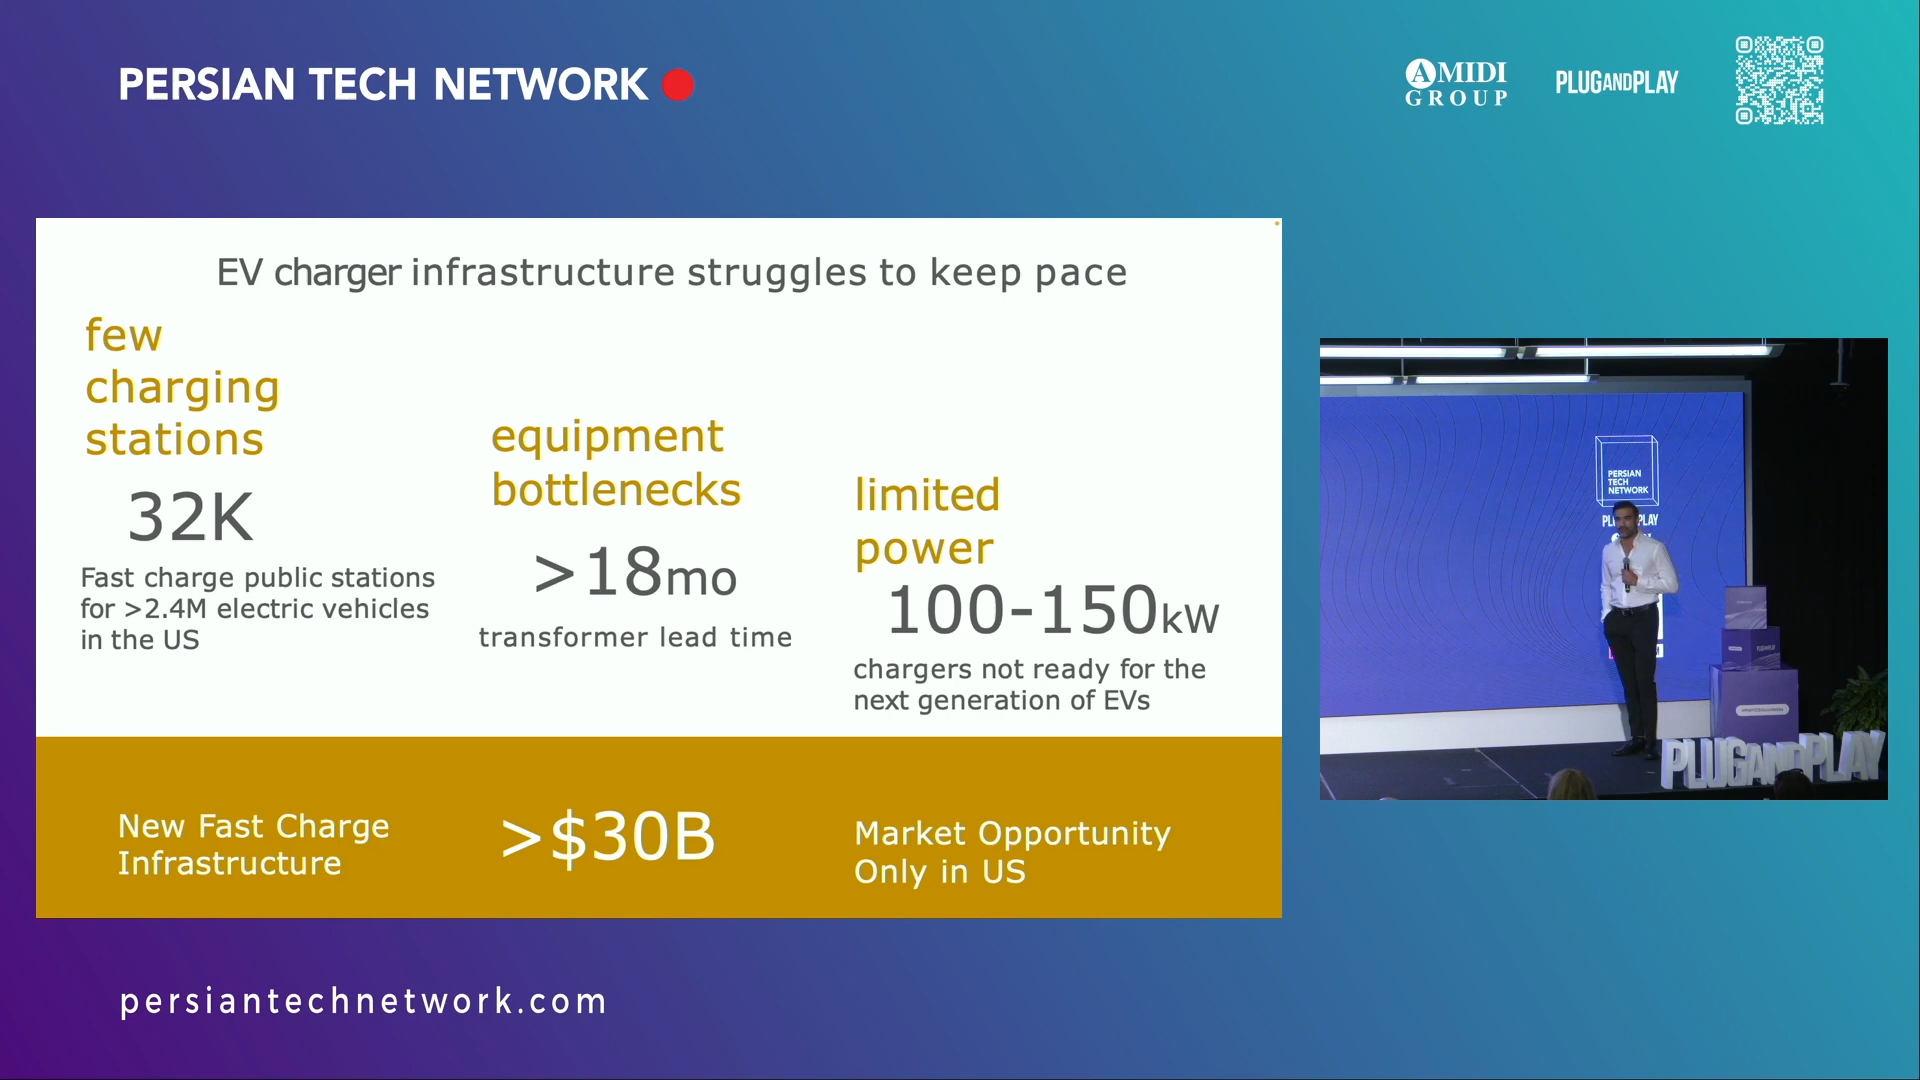 PERSIAN TECH NETWORK
AMIDI
GROUP
PLUGANDPLAY
EV charger infrastructure struggles to keep pace
few
charging
stations
32K
Fast charge public stations
for >2.4M electric vehicles
in the US
equipment
bottlenecks
>18mo
transformer lead time
limited
power
100-150kW
chargers not ready for the
next generation of EVs
New Fast Charge
Infrastructure
>$30B
Market Opportunity
Only in US
PERSIAN
TECH
NETWORK
PLUGANDPLAY
persiantechnetwork.com